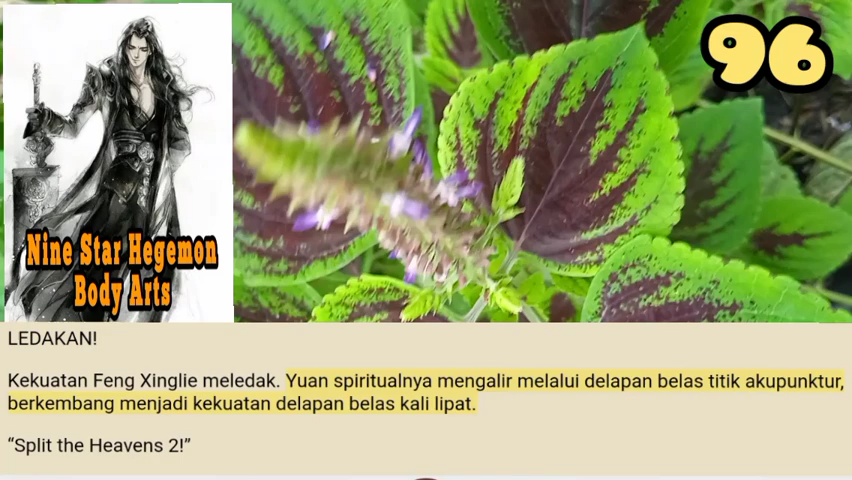 96
Nine Star Hegemon
Body Arts
LEDAKAN!
Kekuatan Feng Xinglie meledak. Yuan spiritualnya mengalir melalui delapan belas titik akupunktur,
berkembang menjadi kekuatan delapan belas kali lipat.
“Split the Heavens 2!”